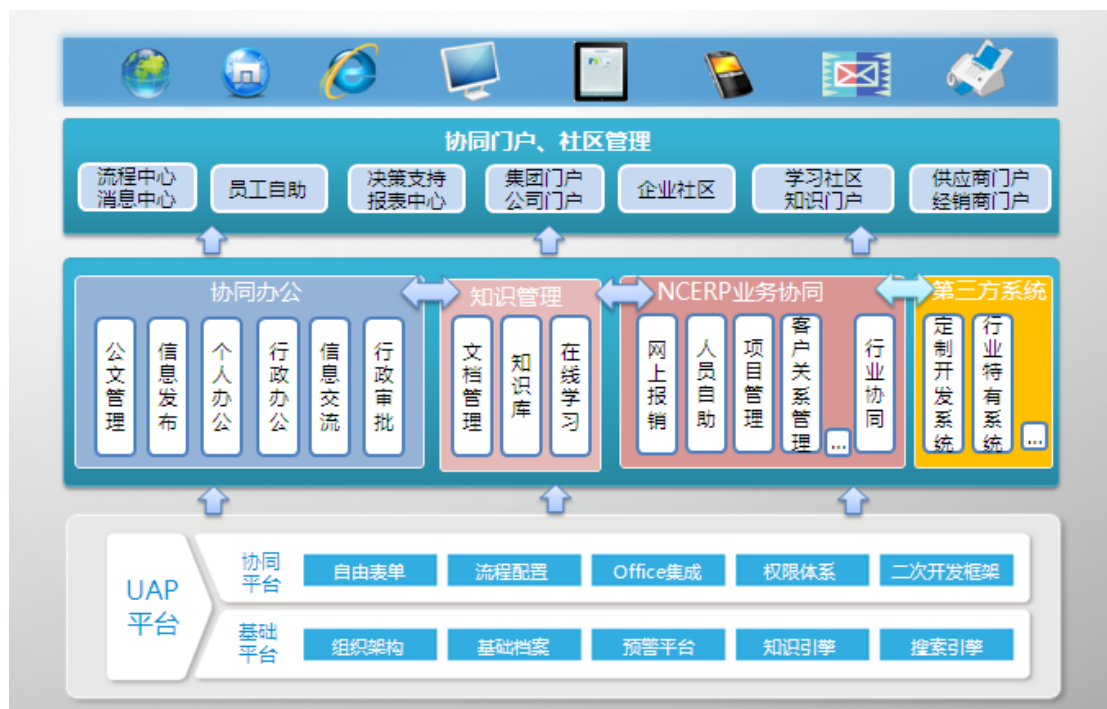 协同门户、社区管理
流程中心
消息中心
员工自助
决策支持
报表中心
集团门户
公司门户
企业社区
学习社区
知识门户
供应商门户
经销商门户
协同办公
公文管理
信息发布
个人办公
行政办公
信息交流
行政审批
知识管理
文档管理
知识库
在线学习
NCERP业务协同
网上报销
人员自助
项目管理
客户关系管理
...
行业协同
第三方系统
定制开发系统
行业特有系统
...
UAP
平台
协同
平台
自由表单
流程配置
Office集成
权限体系
二次开发框架
基础
平台
组织架构
基础档案
预警平台
知识引擎
搜索引擎